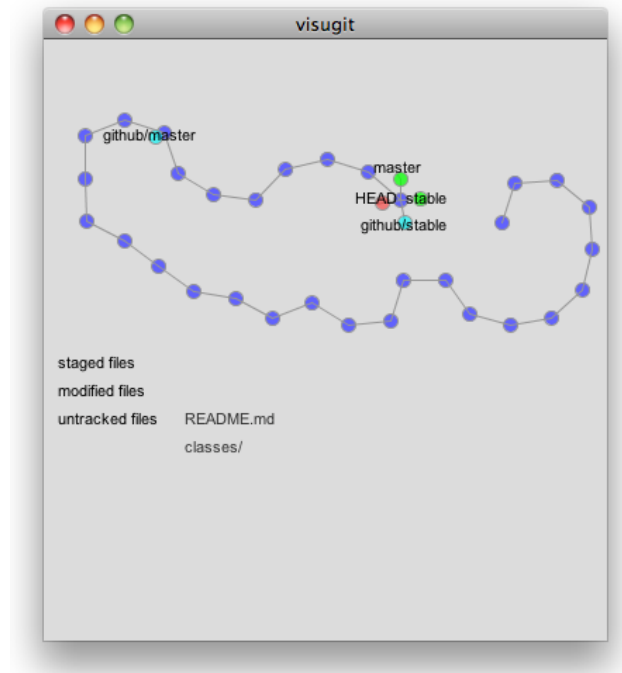 visugit
github/master
master
HEAD stable
github/stable
staged files
modified files
untracked files README.md
classes/